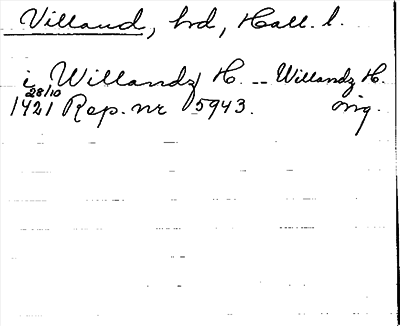 Villand, hd, Hall. l.
i Willandz H. -- Willandz H.
28/10
1421 Rep. nr 5943. orig.